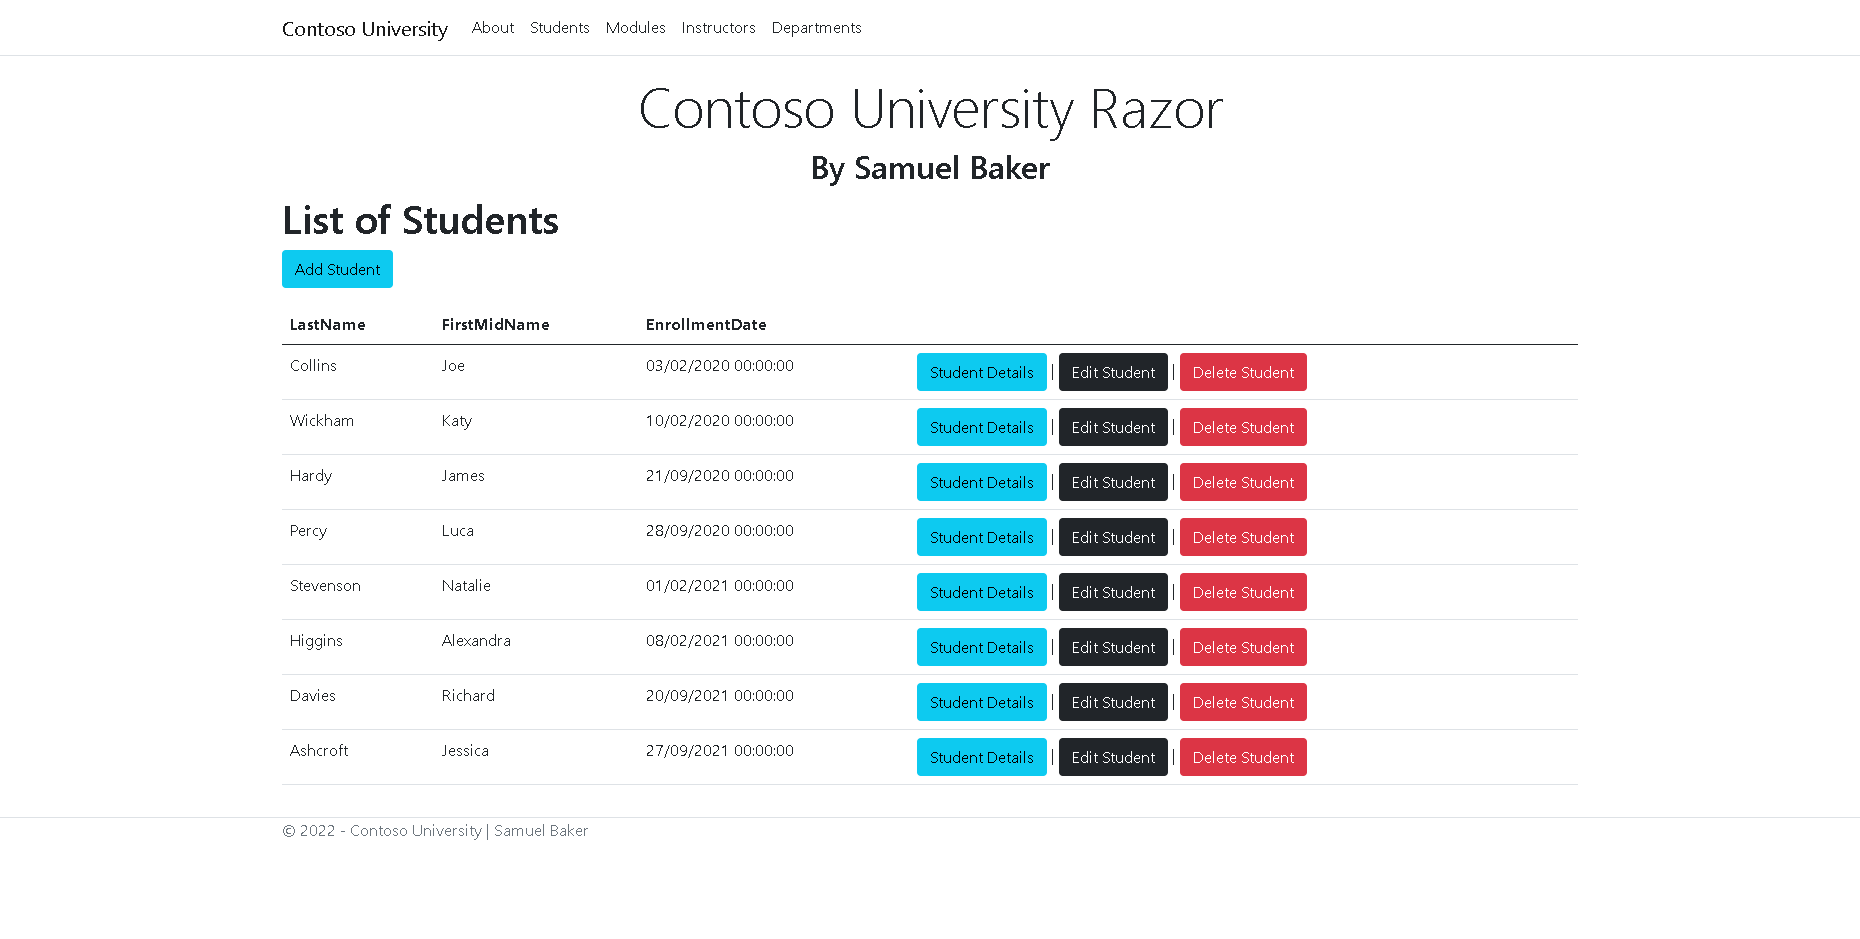 Contoso University About Students Modules Instructors Departments
Contoso University Razor
By Samuel Baker
List of Students
Add Student
LastName FirstMidName EnrollmentDate
Collins Joe 03/02/2020 00:00:00 Student Details | Edit Student | Delete Student
Wickham Katy 10/02/2020 00:00:00 Student Details | Edit Student | Delete Student
Hardy James 21/09/2020 00:00:00 Student Details | Edit Student | Delete Student
Percy Luca 28/09/2020 00:00:00 Student Details | Edit Student | Delete Student
Stevenson Natalie 01/02/2021 00:00:00 Student Details | Edit Student | Delete Student
Higgins Alexandra 08/02/2021 00:00:00 Student Details | Edit Student | Delete Student
Davies Richard 20/09/2021 00:00:00 Student Details | Edit Student | Delete Student
Ashcroft Jessica 27/09/2021 00:00:00 Student Details | Edit Student | Delete Student
© 2022 - Contoso University | Samuel Baker